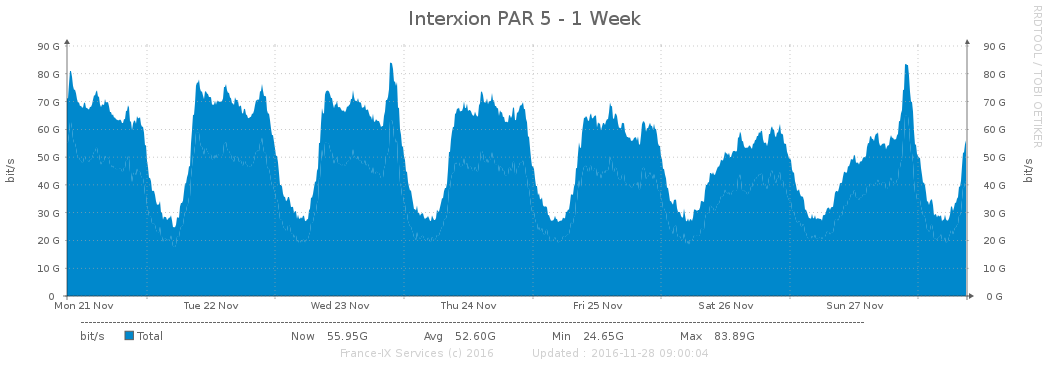 Interxion PAR 5 - 1 Week
RRDTOOL / TOBI OETIKER
90 G 90 G
80 G 80 G
70 G 70 G
60 G 60 G
50 G 50 G
40 G 40 G
30 G 30 G
20 G 20 G
10 G 10 G
0 0 G
bit/s
bit/s
Mon 21 Nov Tue 22 Nov Wed 23 Nov Thu 24 Nov Fri 25 Nov Sat 26 Nov Sun 27 Nov
bit/s Total Now 55.95G Avg 52.60G Min 24.65G Max 83.89G
France-IX Services (c) 2016 Updated : 2016-11-28 09:00:04